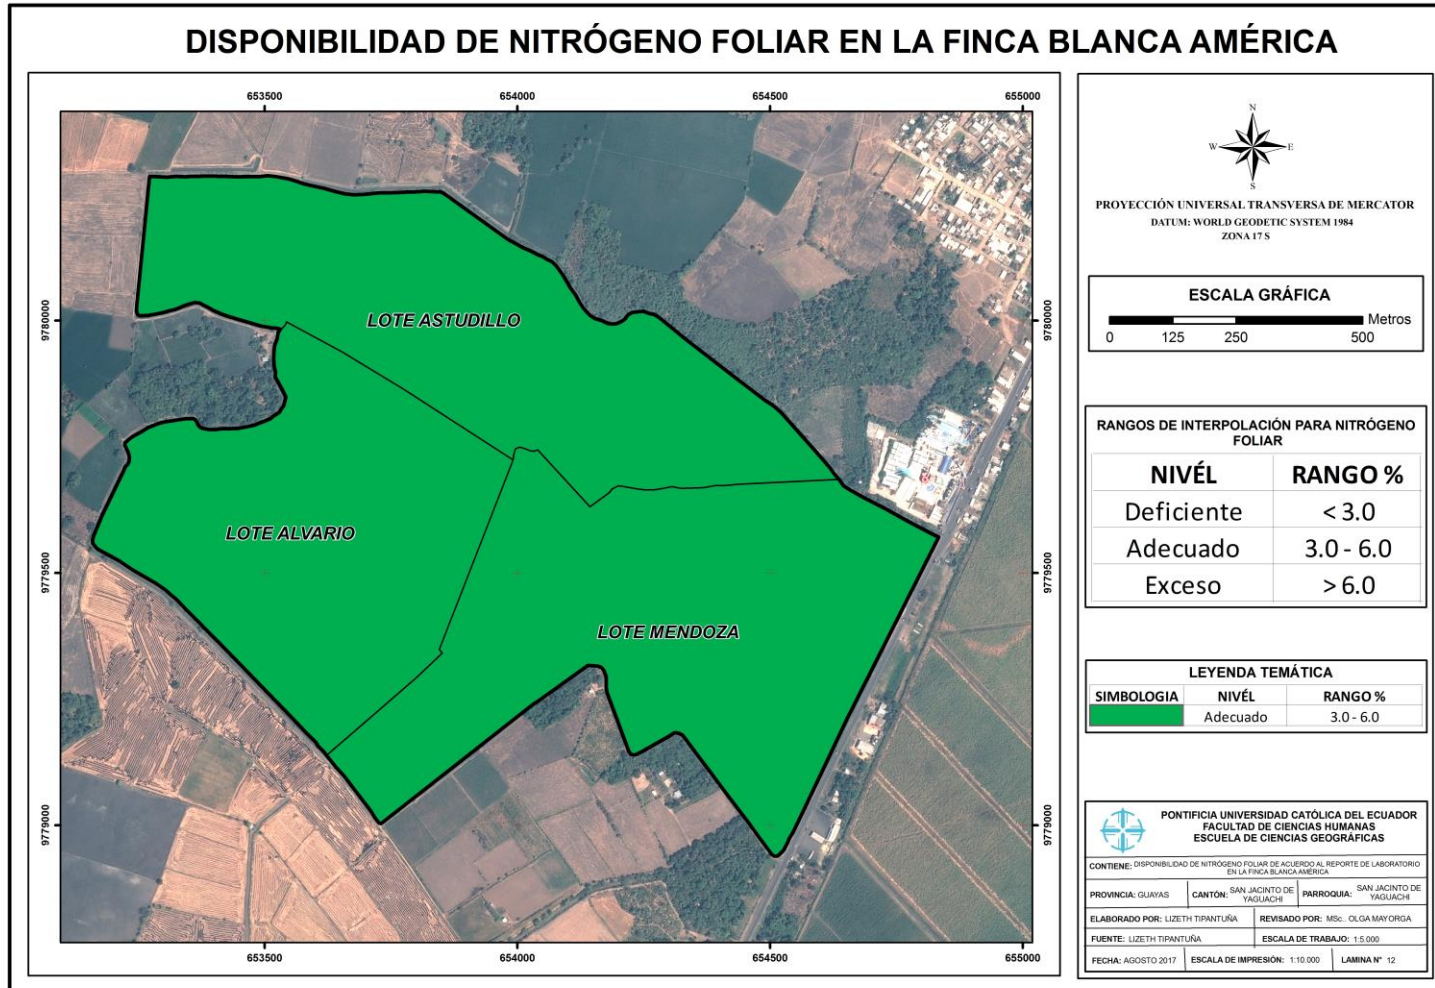 DISPONIBILIDAD DE NITRÓGENO FOLIAR EN LA FINCA BLANCA AMÉRICA
653500 654000 654500 655000
9780000 9780000
9779500 9779500
9779000 9779000
653500 654000 654500 655000
LOTE ASTUDILLO
LOTE ALVARIO
LOTE MENDOZA
N
W E
S
PROYECCIÓN UNIVERSAL TRANSVERSA DE MERCATOR
DATUM: WORLD GEODETIC SYSTEM 1984
ZONA 17 S
ESCALA GRÁFICA
Metros
0 125 250 500
RANGOS DE INTERPOLACIÓN PARA NITRÓGENO
FOLIAR
NIVÉL RANGO %
Deficiente < 3.0
Adecuado 3.0 - 6.0
Exceso > 6.0
LEYENDA TEMÁTICA
SIMBOLOGIA NIVÉL RANGO %
Adecuado 3.0 - 6.0
PONTIFICIA UNIVERSIDAD CATÓLICA DEL ECUADOR
FACULTAD DE CIENCIAS HUMANAS
ESCUELA DE CIENCIAS GEOGRÁFICAS
CONTIENE: DISPONIBILIDAD DE NITRÓGENO FOLIAR DE ACUERDO AL REPORTE DE LABORATORIO
EN LA FINCA BLANCA AMÉRICA
PROVINCIA: GUAYAS CANTÓN: SAN JACINTO DE YAGUACHI PARROQUIA: SAN JACINTO DE YAGUACHI
ELABORADO POR: LIZETH TIPANTUÑA REVISADO POR: MSc.. OLGA MAYORGA
FUENTE: LIZETH TIPANTUÑA ESCALA DE TRABAJO: 1:5.000
FECHA: AGOSTO 2017 ESCALA DE IMPRESIÓN: 1:10.000 LAMINA N° 12